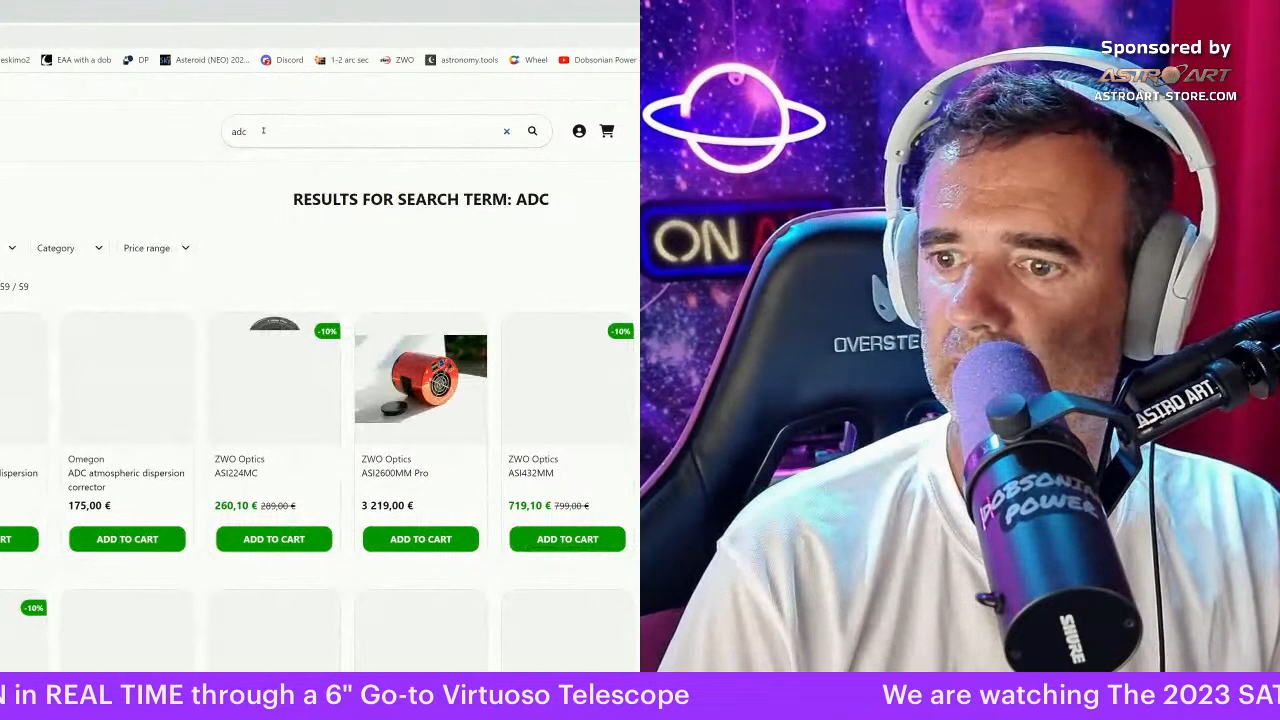 eskimo2 EAA with a dob DP Asteroid (NEO) 202... Discord 1-2 arc sec ZWO astronomy.tools Wheel Dobsonian Power
adc
RESULTS FOR SEARCH TERM: ADC
Category Price range
59 / 59
-10% -10%
Omegon ZWO Optics ZWO Optics ZWO Optics
ispersion ADC atmospheric dispersion ASI224MC ASI2600MM Pro ASI432MM
corrector
175,00 € 260,10 € 289,00 € 3 219,00 € 719,10 € 799,00 €
RT ADD TO CART ADD TO CART ADD TO CART ADD TO CART
-10%
Sponsored by
ASTRO ART
ASTROART-STORE.COM
ON A
OVERSTE
ASTRO ART
DOBSONIAN
POWER
SHURE
N in REAL TIME through a 6" Go-to Virtuoso Telescope We are watching The 2023 SAT